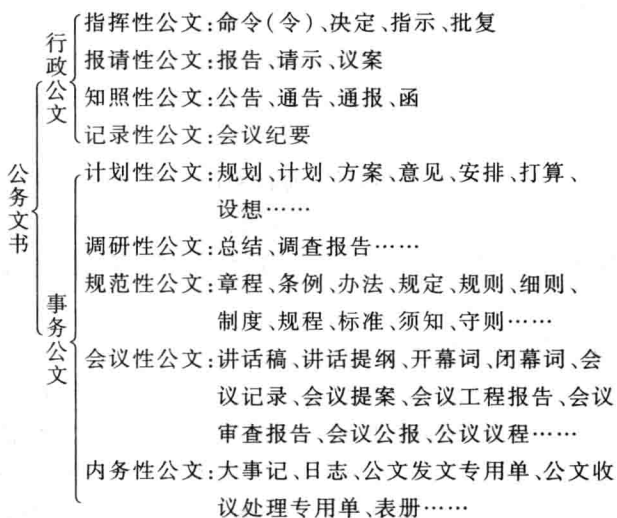 公务文书
行政公文
指挥性公文:命令(令)、决定、指示、批复
报请性公文:报告、请示、议案
知照性公文:公告、通告、通报、函
记录性公文:会议纪要
事务公文
计划性公文:规划、计划、方案、意见、安排、打算、
设想……
调研性公文:总结、调查报告……
规范性公文:章程、条例、办法、规定、规则、细则、
制度、规程、标准、须知、守则……
会议性公文:讲话稿、讲话提纲、开幕词、闭幕词、会
议记录、会议提案、会议工程报告、会议
审查报告、会议公报、公议议程……
内务性公文:大事记、日志、公文发文专用单、公文收
议处理专用单、表册……